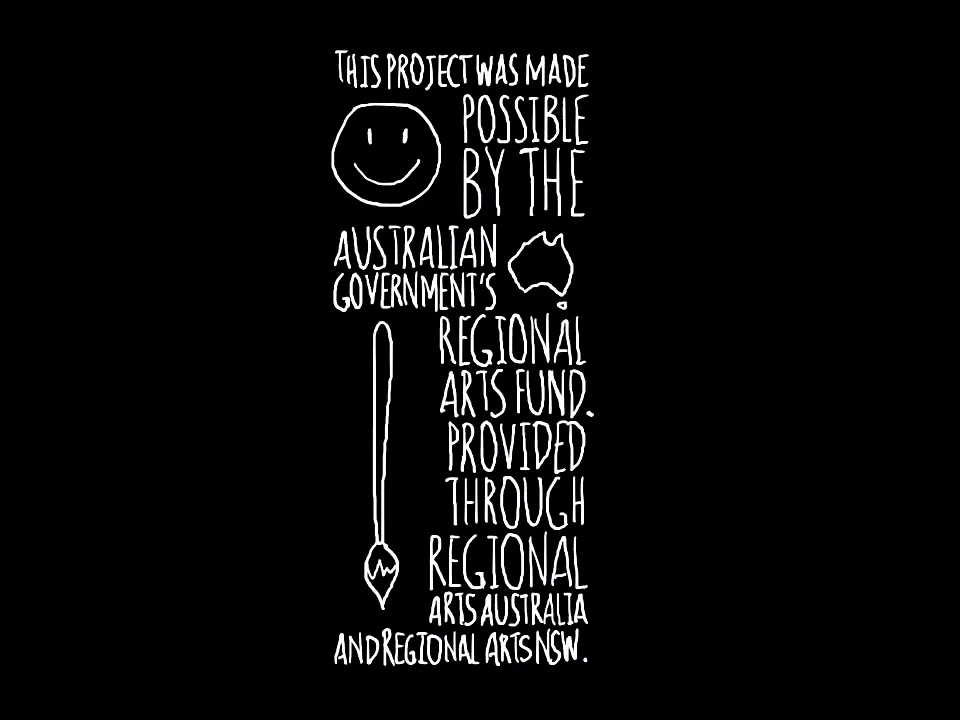 THIS PROJECT WAS MADE
POSSIBLE
BY THE
AUSTRALIAN
GOVERNMENT'S
REGIONAL
ARTS FUND.
PROVIDED
THROUGH
REGIONAL
ARTS AUSTRALIA
AND REGIONAL ARTS NSW.